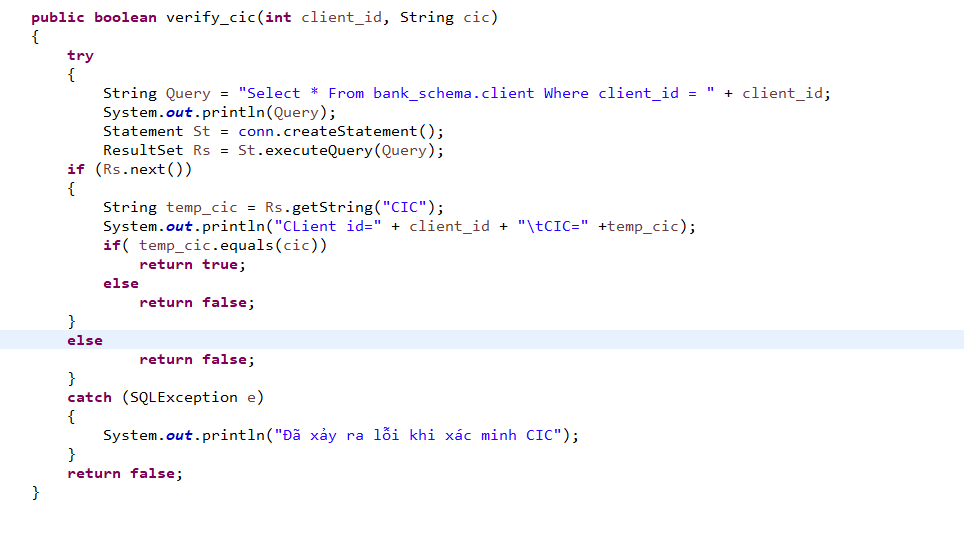 public boolean verify_cic(int client_id, String cic)
{
try
{
String Query = "Select * From bank_schema.client Where client_id = " + client_id;
System.out.println(Query);
Statement St = conn.createStatement();
ResultSet Rs = St.executeQuery(Query);
if (Rs.next())
{
String temp_cic = Rs.getString("CIC");
System.out.println("CLient id=" + client_id + "\tCIC=" +temp_cic);
if( temp_cic.equals(cic))
return true;
else
return false;
}
else
return false;
}
catch (SQLException e)
{
System.out.println("Đã xảy ra lỗi khi xác minh CIC");
}
return false;
}